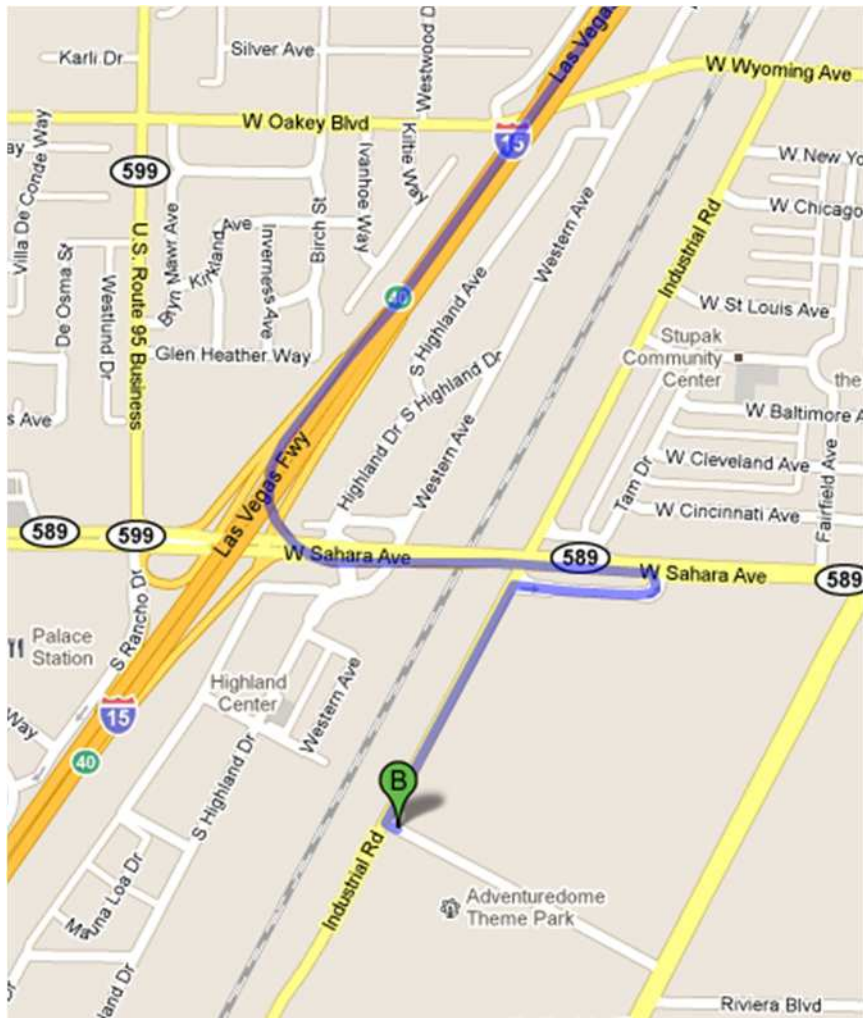 Karli Dr
Silver Ave
Westwood D
Las Vegas
W Wyoming Ave
W Oakey Blvd
15
599
Villa De Conde Way
Bryn Mawr Ave
Kirkland Ave
Inverness Ave
Birch St
Ivanhoe Way
Kiltie Way
W New Yo
W Chicago
De Osma St
Westlund Dr
U.S. Route 95 Business
Glen Heather Way
40
Western Ave
Industrial Rd
S Highland Ave
S Highland Dr
W St Louis Ave
Stupak
Community
Center
the
s Ave
W Baltimore A
Highland Dr
Western Ave
Las Vegas Fwy
Tam Dr
W Cleveland Ave
W Cincinnati Ave
Fairfield Ave
589
599
W Sahara Ave
589
W Sahara Ave
589
S Rancho Dr
Palace
Station
Way
15
40
Highland
Center
Western Ave
S Highland Dr
B
Mauna Loa Dr
Industrial Rd
Adventuredome
Theme Park
Dr
hland Dr
Riviera Blvd